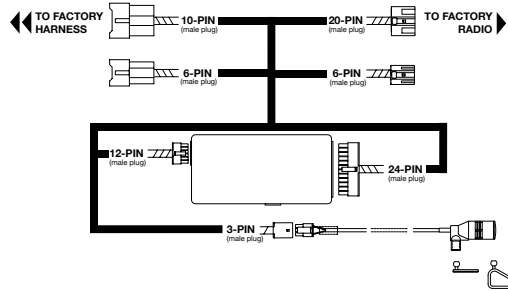 TO FACTORY
HARNESS
10-PIN
(male plug)
20-PIN
(male plug)
TO FACTORY
RADIO
6-PIN
(male plug)
6-PIN
(male plug)
12-PIN
(male plug)
24-PIN
(male plug)
3-PIN
(male plug)